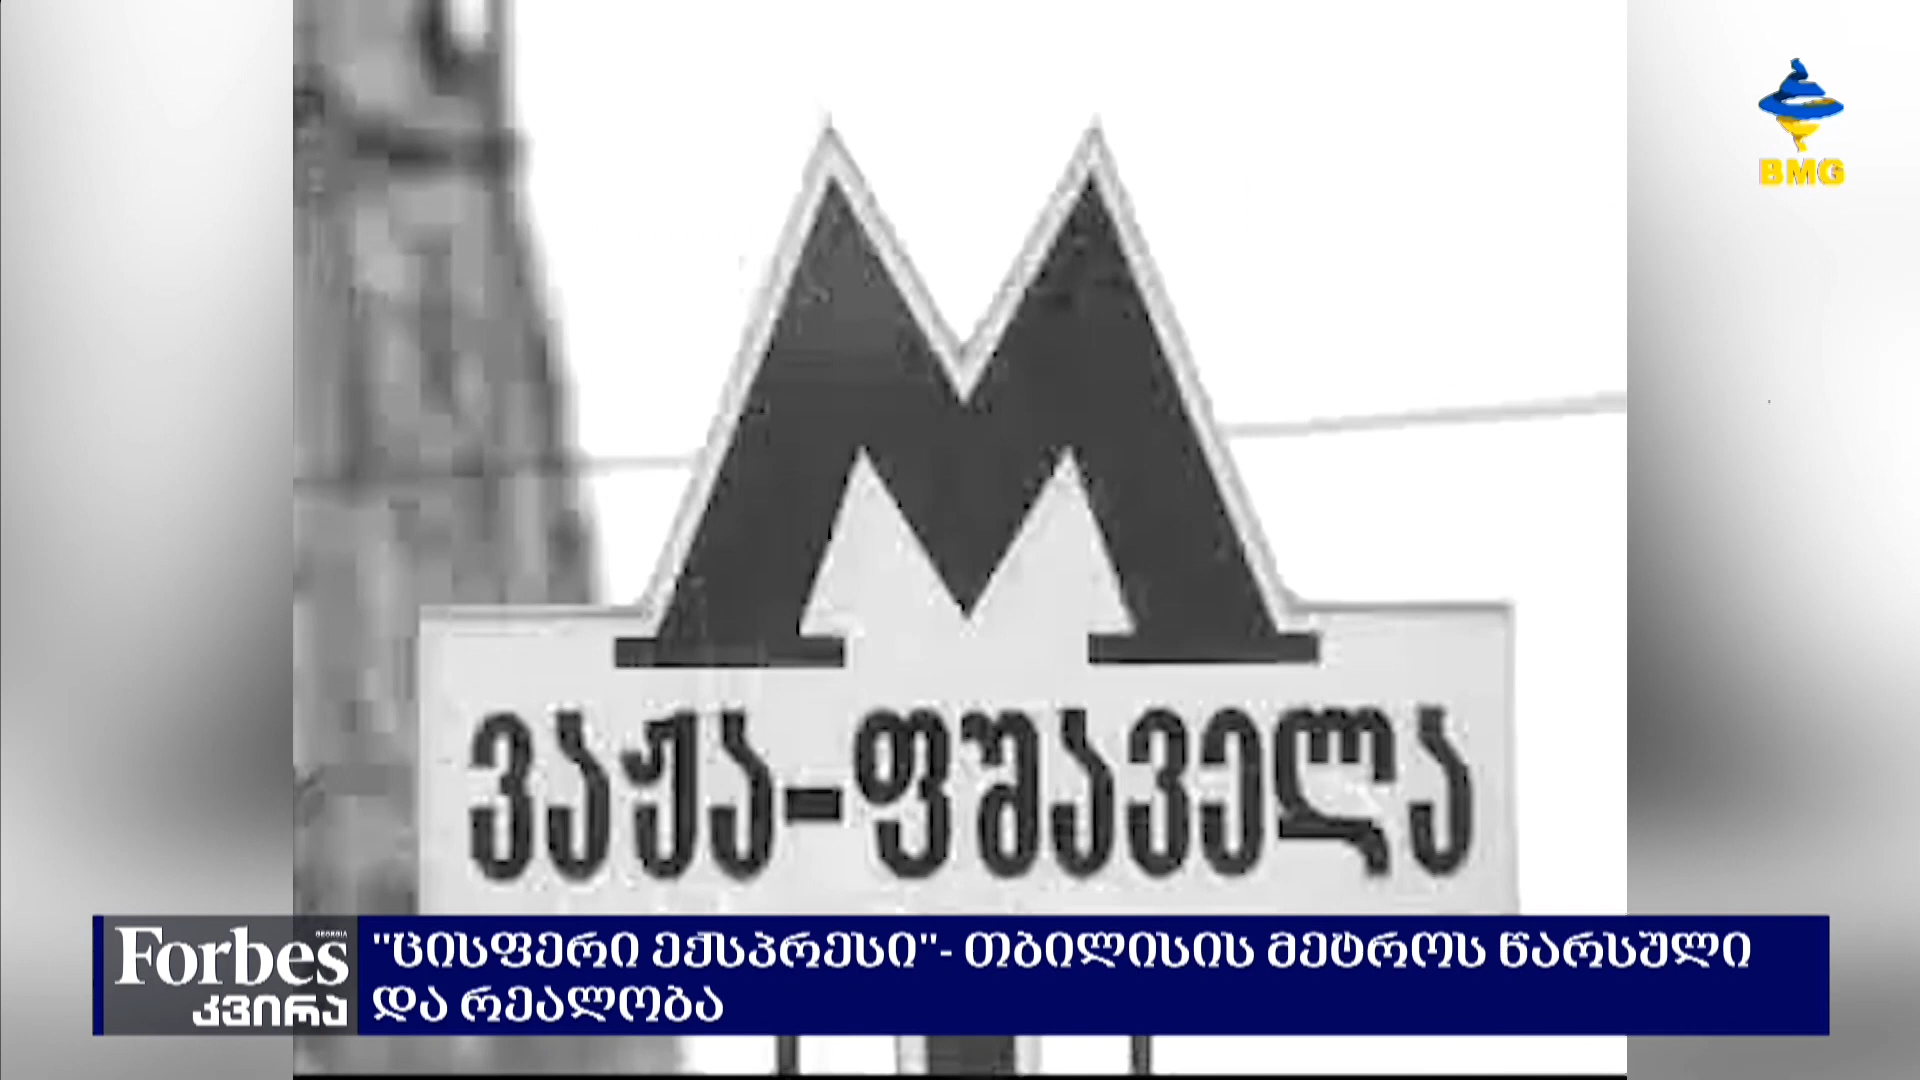 BMG
M
ვაჟა-ფშაველა
Forbes
GEORGIA
კვირა
"ცისფერი ექსპრესი"- თბილისის მეტროს წარსული
და რეალობა